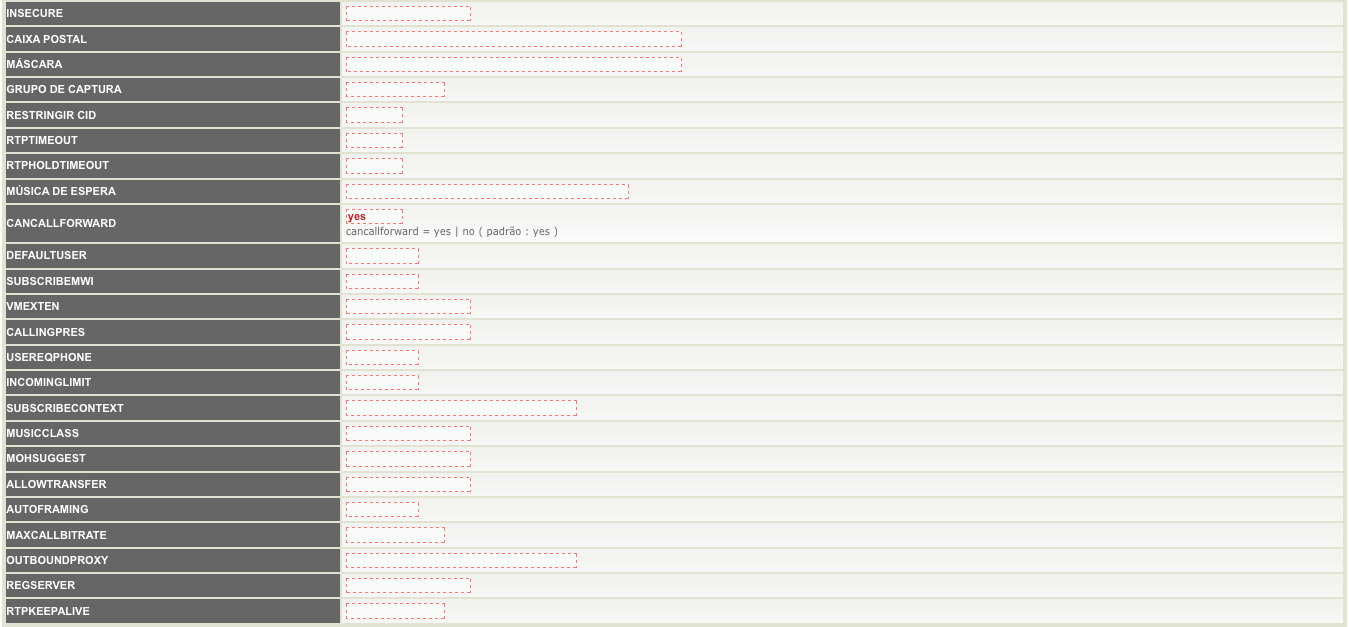 INSECURE
CAIXA POSTAL
MÁSCARA
GRUPO DE CAPTURA
RESTRINGIR CID
RTPTIMEOUT
RTPHOLDTIMEOUT
MÚSICA DE ESPERA
CANCALLFORWARD
yes
cancallforward = yes | no ( padrão : yes )
DEFAULTUSER
SUBSCRIBEMWI
VMEXTEN
CALLINGPRES
USEREQPHONE
INCOMINGLIMIT
SUBSCRIBECONTEXT
MUSICCLASS
MOHSUGGEST
ALLOWTRANSFER
AUTOFRAMING
MAXCALLBITRATE
OUTBOUNDPROXY
REGSERVER
RTPKEEPALIVE